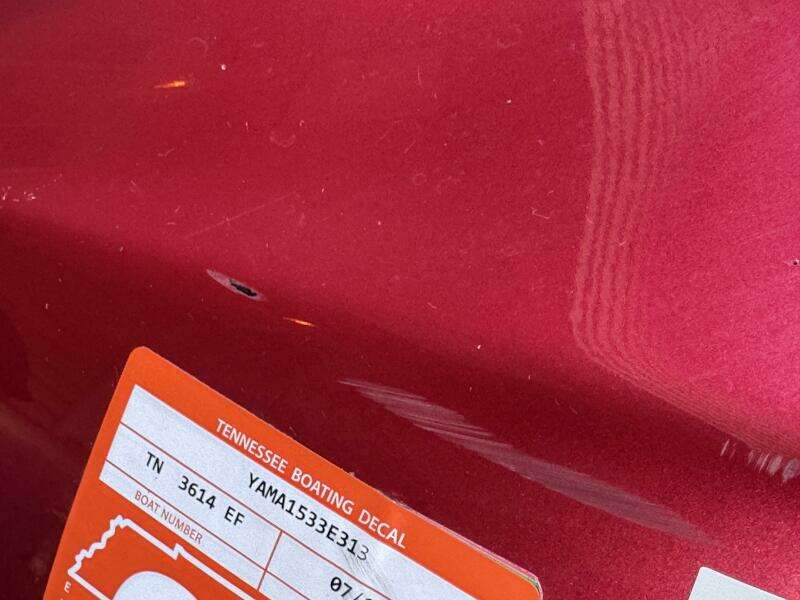 TENNESSEE BOATING DECAL
YAMA1533E313
TN 3614 EF
BOAT NUMBER